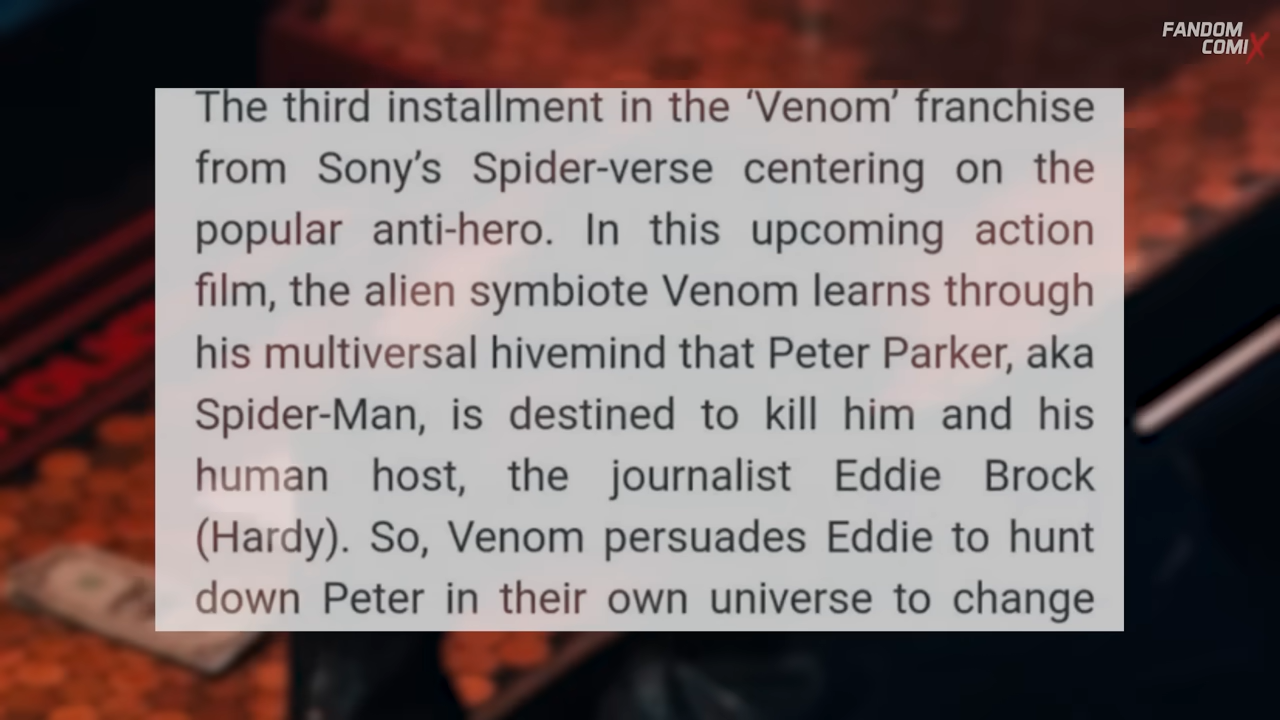 FANDOM
COMIX
The third installment in the ‘Venom’ franchise
from Sony’s Spider-verse centering on the
popular anti-hero. In this upcoming action
film, the alien symbiote Venom learns through
his multiversal hivemind that Peter Parker, aka
Spider-Man, is destined to kill him and his
human host, the journalist Eddie Brock
(Hardy). So, Venom persuades Eddie to hunt
down Peter in their own universe to change